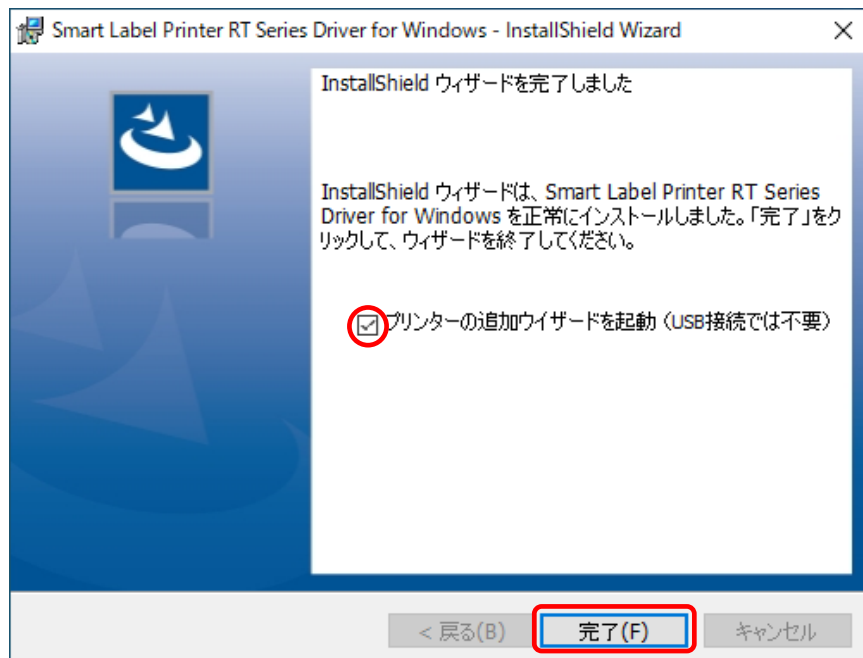 Smart Label Printer RT Series Driver for Windows - InstallShield Wizard
InstallShield ウィザードを完了しました
InstallShield ウィザードは、Smart Label Printer RT Series
Driver for Windows を正常にインストールしました。「完了」をク
リックして、ウィザードを終了してください。
プリンターの追加ウイザードを起動（USB接続では不要）
< 戻る(B)
完了(F)
キャンセル